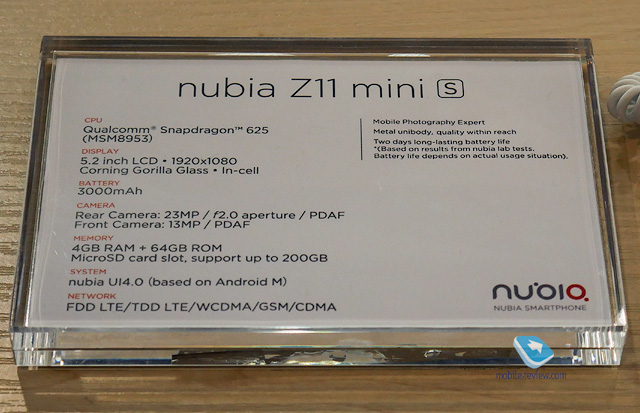 nubia Z11 mini S
CPU
Qualcomm® Snapdragon™ 625
(MSM8953)
DISPLAY
5.2 inch LCD • 1920x1080
Corning Gorilla Glass • In-cell
BATTERY
3000mAh
CAMERA
Rear Camera: 23MP / f2.0 aperture / PDAF
Front Camera: 13MP / PDAF
MEMORY
4GB RAM + 64GB ROM
MicroSD card slot, support up to 200GB
SYSTEM
nubia UI4.0 (based on Android M)
NETWORK
FDD LTE/TDD LTE/WCDMA/GSM/CDMA
Mobile Photography Expert
Metal unibody, quality within reach
Two days long-lasting battery life
*(Based on results from nubia lab tests.
Battery life depends on actual usage situation).
nubia
NUBIA SMARTPHONE
mobile-review.com